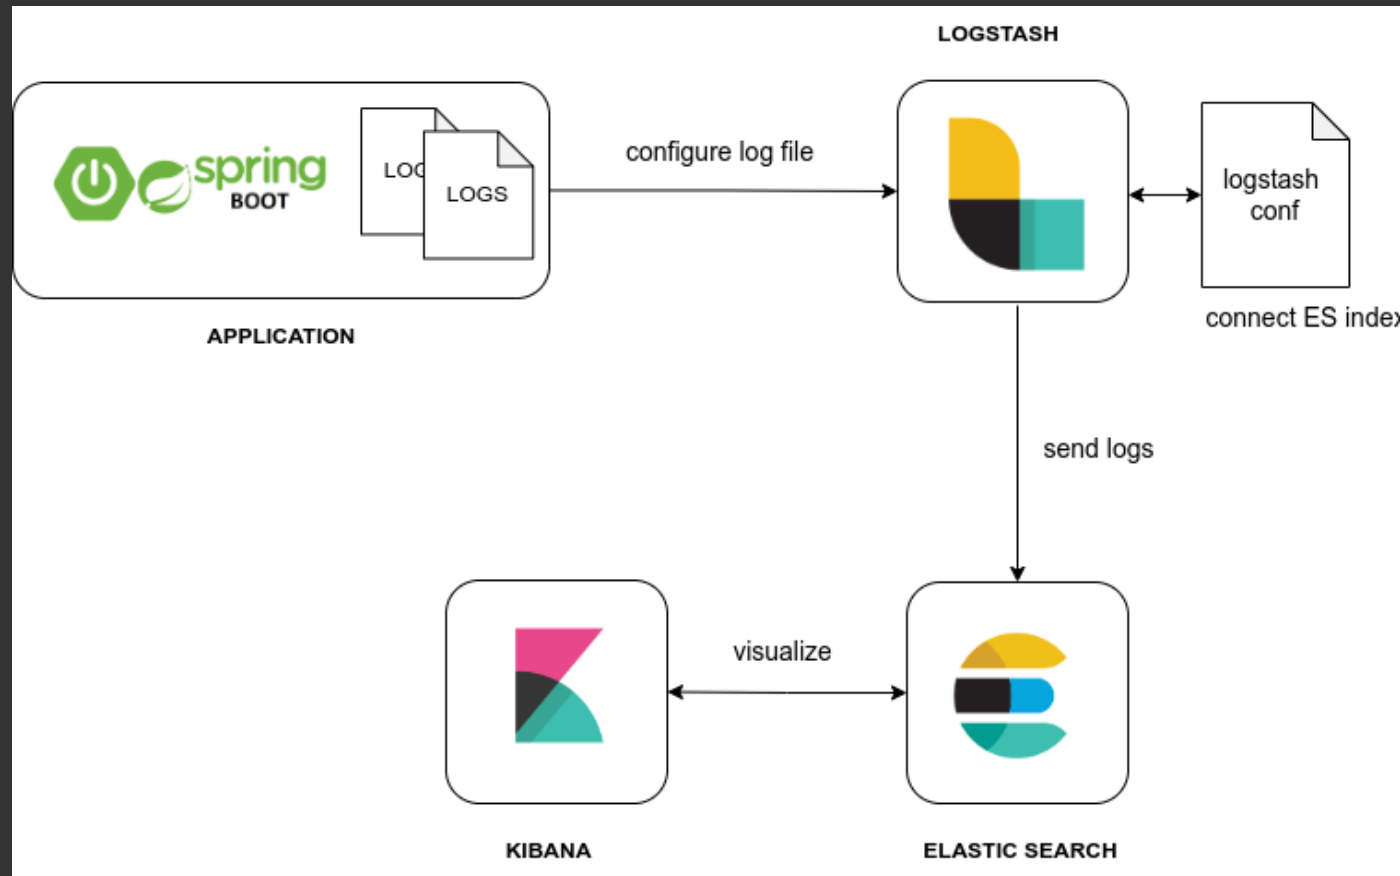 LOGSTASH
configure log file
spring
BOOT
LOGS
logstash
conf
connect ES index
APPLICATION
send logs
visualize
KIBANA
ELASTIC SEARCH